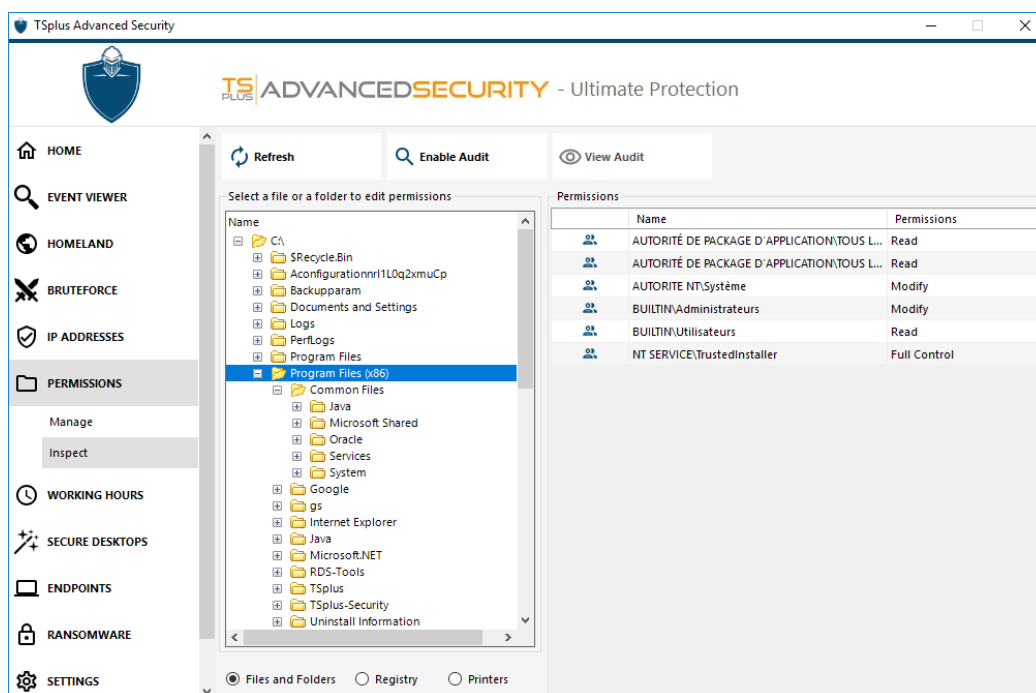 TSplus Advanced Security
TS PLUS ADVANCEDSECURITY - Ultimate Protection
HOME
EVENT VIEWER
HOMELAND
BRUTEFORCE
IP ADDRESSES
PERMISSIONS
Manage
Inspect
WORKING HOURS
SECURE DESKTOPS
ENDPOINTS
RANSOMWARE
SETTINGS
Refresh
Enable Audit
View Audit
Select a file or a folder to edit permissions
Name
C:\
$Recycle.Bin
Aconfigurationnrl1L0q2xmuCp
Backupparam
Documents and Settings
Logs
PerfLogs
Program Files
Program Files (x86)
Common Files
Java
Microsoft Shared
Oracle
Services
System
Google
gs
Internet Explorer
Java
Microsoft.NET
RDS-Tools
TSplus
TSplus-Security
Uninstall Information
Files and Folders Registry Printers
Permissions
Name Permissions
AUTORITÉ DE PACKAGE D'APPLICATION\TOUS L... Read
AUTORITÉ DE PACKAGE D'APPLICATION\TOUS L... Read
AUTORITE NT\Système Modify
BUILTIN\Administrateurs Modify
BUILTIN\Utilisateurs Read
NT SERVICE\TrustedInstaller Full Control